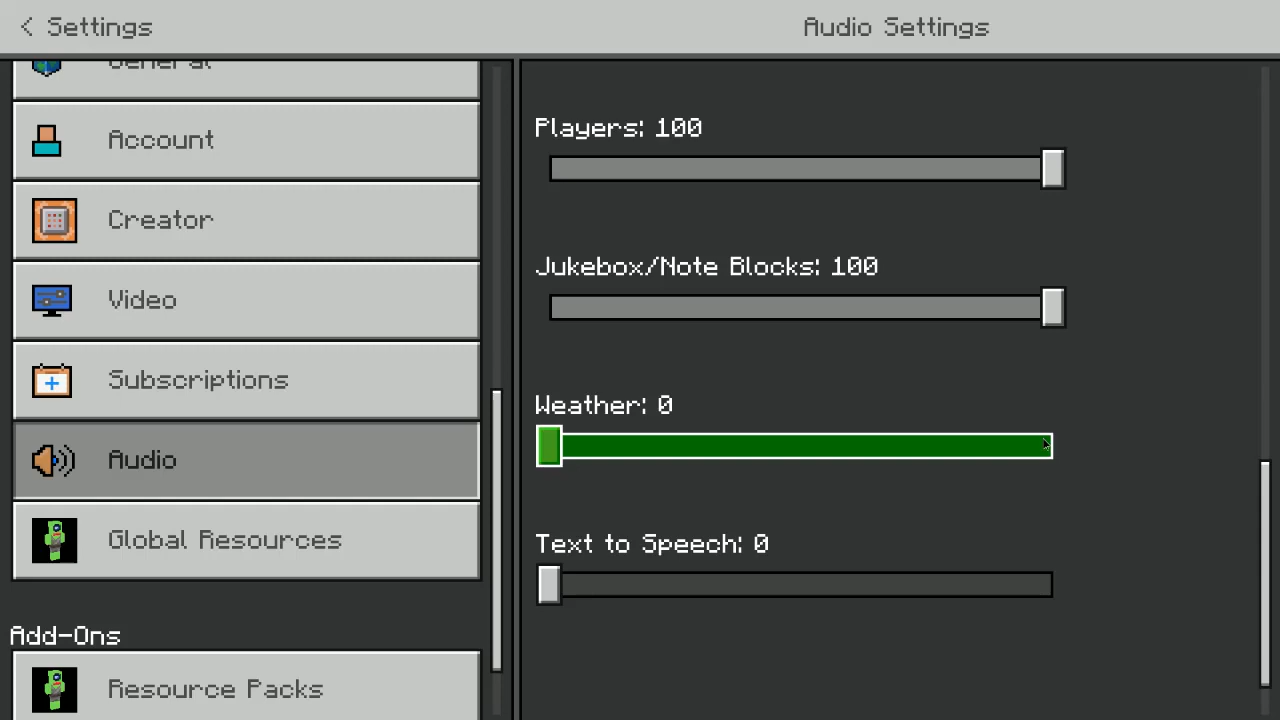 Settings
Audio Settings
General
Account
Creator
Video
Subscriptions
Audio
Global Resources
Add-Ons
Resource Packs
Players: 100
Jukebox/Note Blocks: 100
Weather: 0
Text to Speech: 0